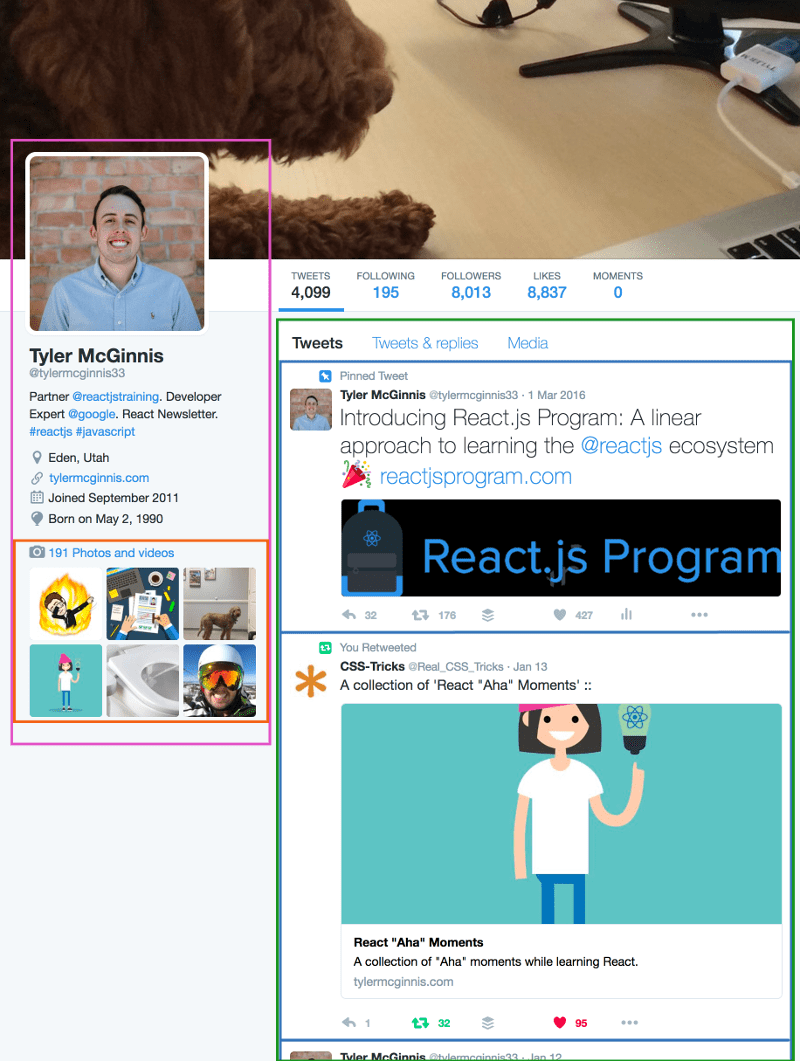 TWEETS FOLLOWING FOLLOWERS LIKES MOMENTS
4,099 195 8,013 8,837 0
Tyler McGinnis
@tylermcginnis33
Partner @reactjstraining. Developer
Expert @google. React Newsletter.
#reactjs #javascript
Eden, Utah
tylermcginnis.com
Joined September 2011
Born on May 2, 1990
191 Photos and videos
Tweets Tweets & replies Media
Pinned Tweet
Tyler McGinnis @tylermcginnis33 · 1 Mar 2016
Introducing React.js Program: A linear
approach to learning the @reactjs ecosystem
🎉 reactjsprogram.com
React.js Program
32 176 427
You Retweeted
CSS-Tricks @Real_CSS_Tricks · Jan 13
A collection of 'React "Aha" Moments' ::
React "Aha" Moments
A collection of "Aha" moments while learning React.
tylermcginnis.com
1 32 95
Tyler McGinnis @tylermcginnis33 · Jan 12